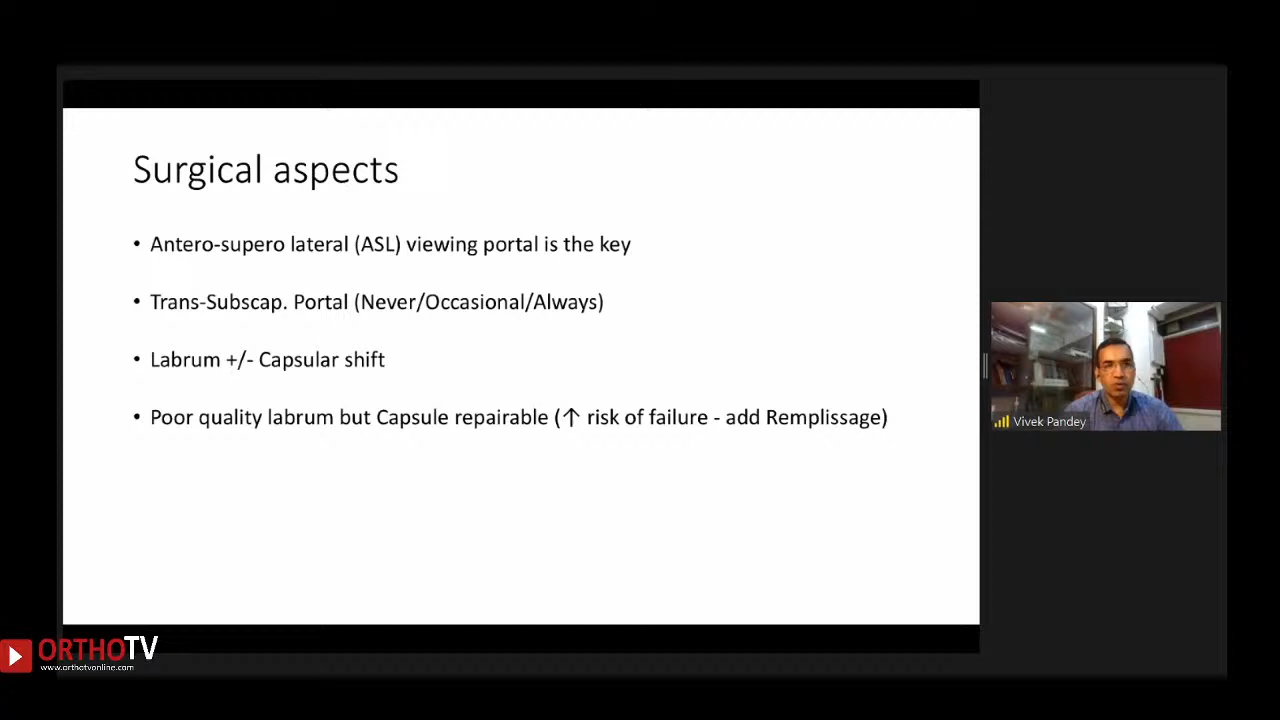 Surgical aspects
• Antero-supero lateral (ASL) viewing portal is the key
• Trans-Subscap. Portal (Never/Occasional/Always)
• Labrum +/- Capsular shift
• Poor quality labrum but Capsule repairable (↑ risk of failure - add Remplissage)
Vivek Pandey
ORTHOTV
www.orthotvonline.com